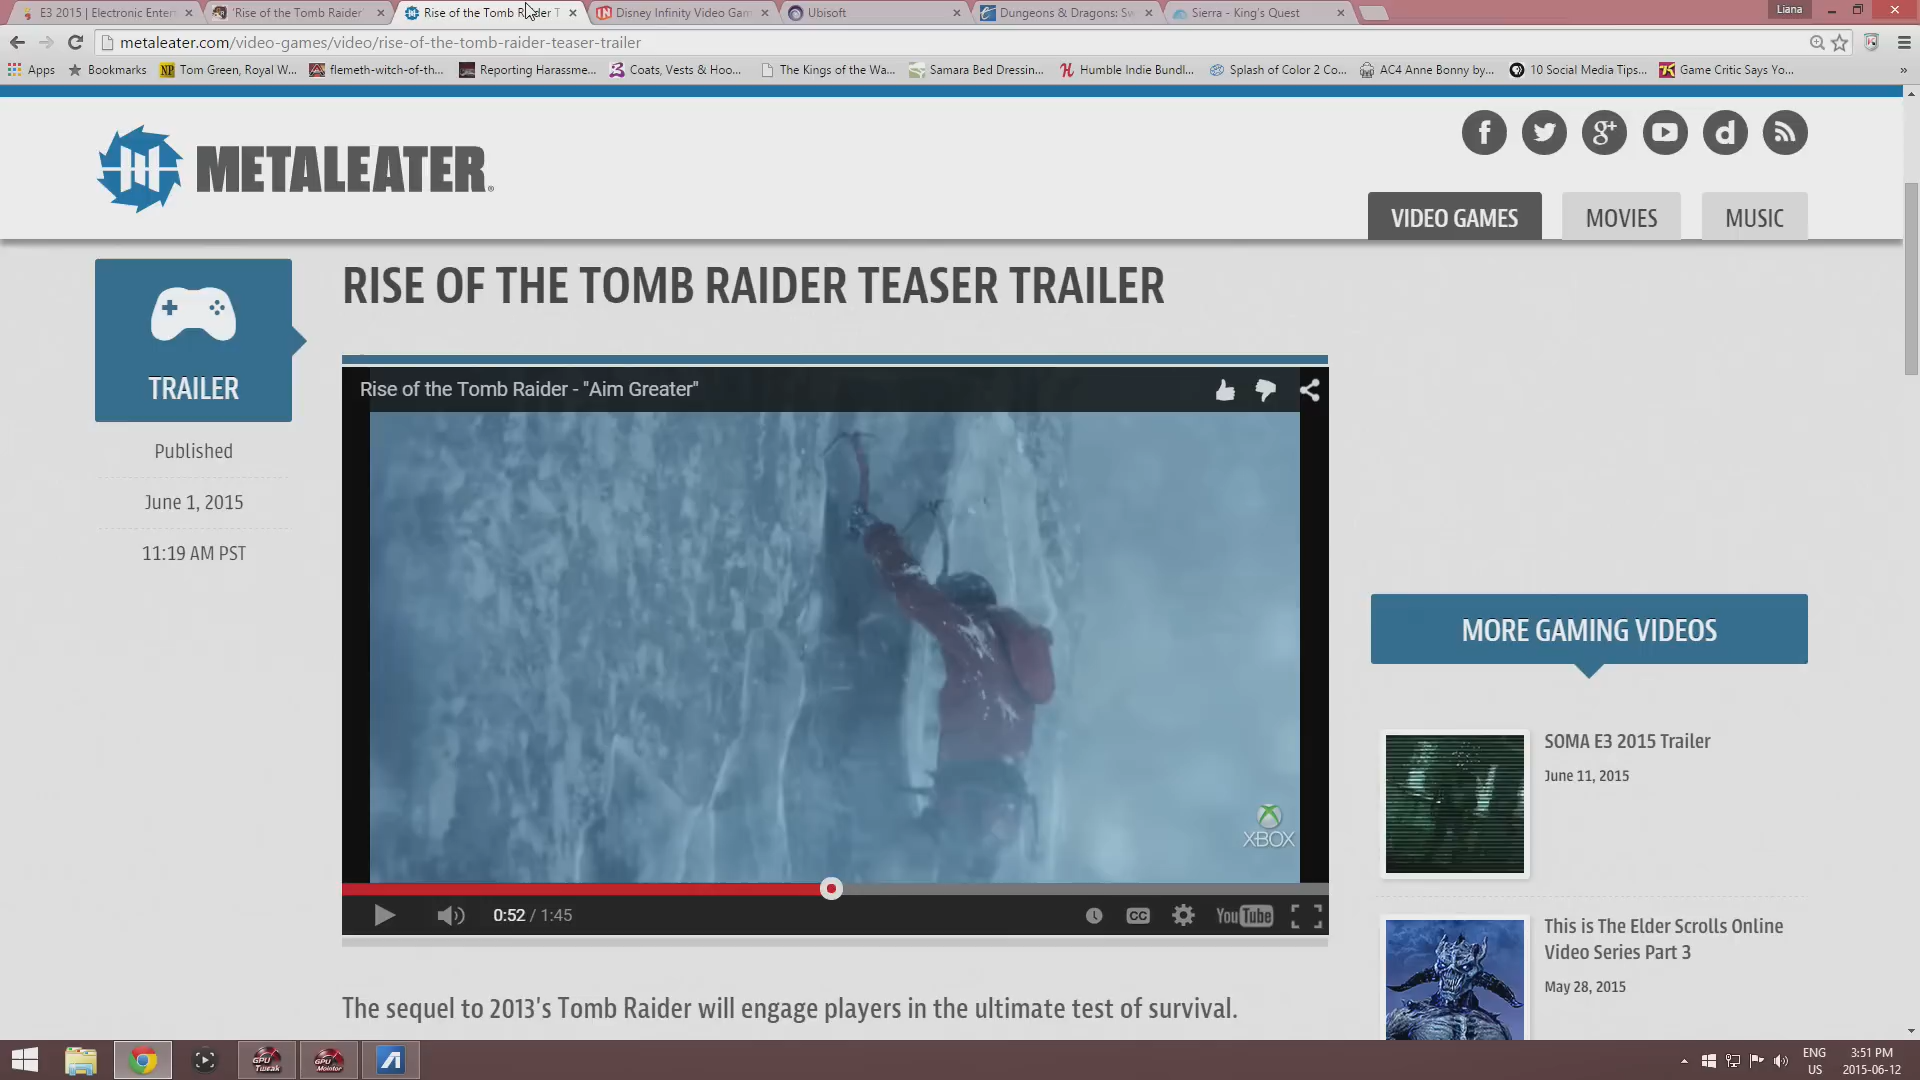 E3 2015 | Electronic Enter
'Rise of the Tomb Raider'
Rise of the Tomb Raider T
Disney Infinity Video Gam
Ubisoft
Dungeons & Dragons: Sw
Sierra - King's Quest
Liana
metaleater.com/video-games/video/rise-of-the-tomb-raider-teaser-trailer
Apps
Bookmarks
Tom Green, Royal W...
flemeth-witch-of-th...
Reporting Harassme...
Coats, Vests & Hoo...
The Kings of the Wa...
Samara Bed Dressin...
Humble Indie Bundl...
Splash of Color 2 Co...
AC4 Anne Bonny by...
10 Social Media Tips...
Game Critic Says Yo...
METALEATER
VIDEO GAMES
MOVIES
MUSIC
TRAILER
Published
June 1, 2015
11:19 AM PST
RISE OF THE TOMB RAIDER TEASER TRAILER
Rise of the Tomb Raider - "Aim Greater"
XBOX
0:52 / 1:45
CC
YouTube
The sequel to 2013's Tomb Raider will engage players in the ultimate test of survival.
MORE GAMING VIDEOS
SOMA E3 2015 Trailer
June 11, 2015
This is The Elder Scrolls Online
Video Series Part 3
May 28, 2015
GPU Tweak
GPU Monitor
ENG
US
3:51 PM
2015-06-12